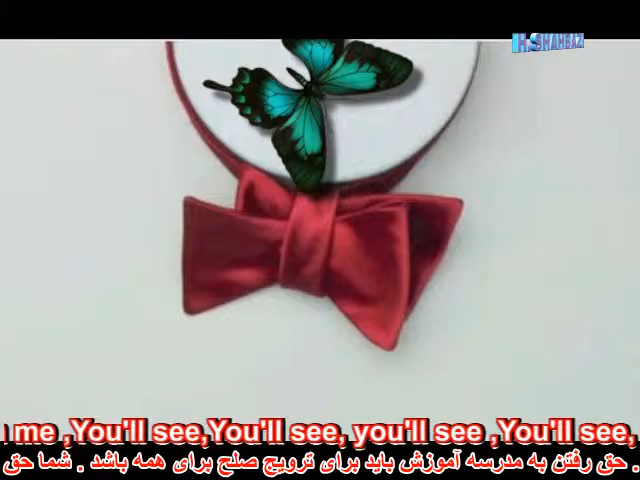 H.SHAHBAZI
me ,You'll see,You'll see, you'll see ,You'll see,
. حق رفتن به مدرسه آموزش باید برای ترویج صلح برای همه باشد . شما حق